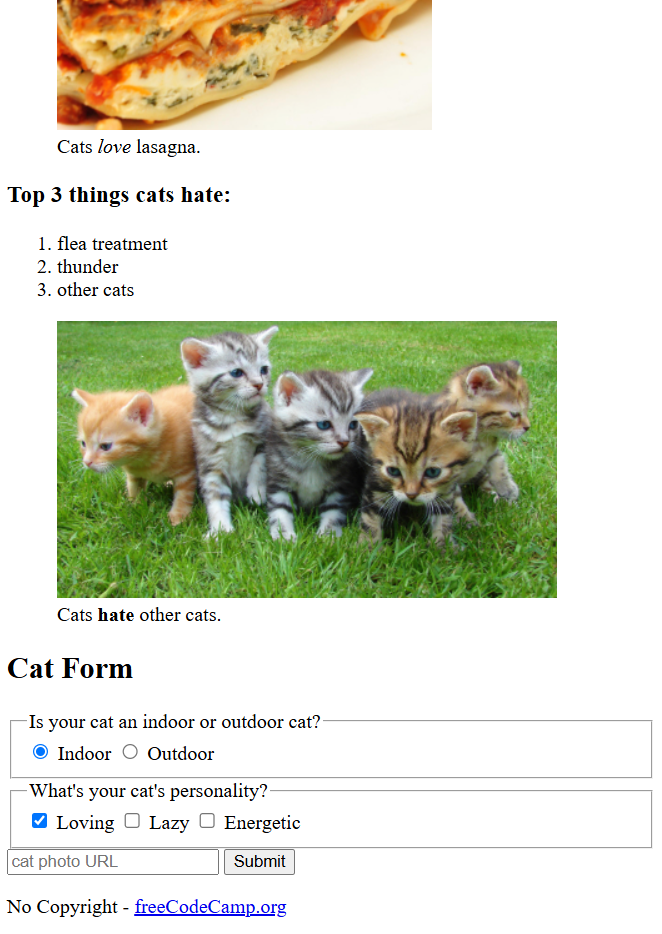 Cats love lasagna.
Top 3 things cats hate:
1. flea treatment
2. thunder
3. other cats
Cats hate other cats.
Cat Form
Is your cat an indoor or outdoor cat?
Indoor Outdoor
What's your cat's personality?
Loving Lazy Energetic
cat photo URL Submit
No Copyright - freeCodeCamp.org